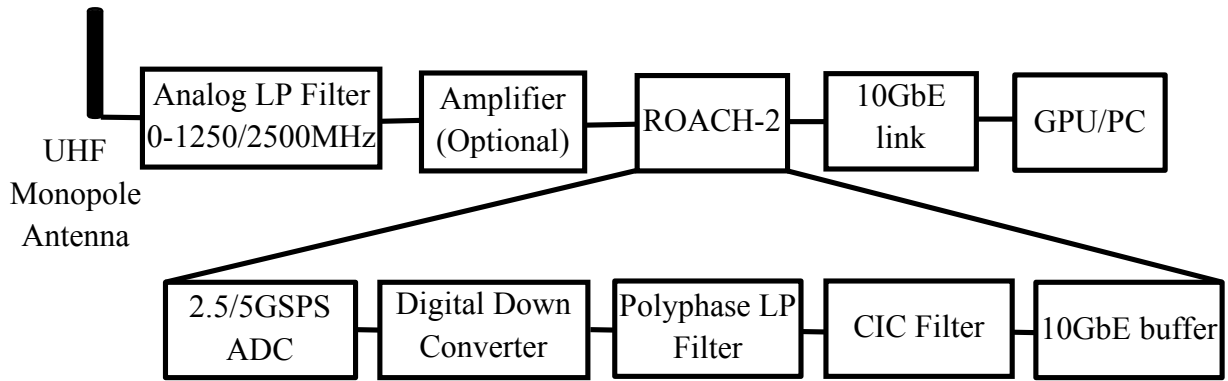 UHF
Monopole
Antenna
Analog LP Filter
0-1250/2500MHz
Amplifier
(Optional)
ROACH-2
10GbE
link
GPU/PC
2.5/5GSPS
ADC
Digital Down
Converter
Polyphase LP
Filter
CIC Filter
10GbE buffer